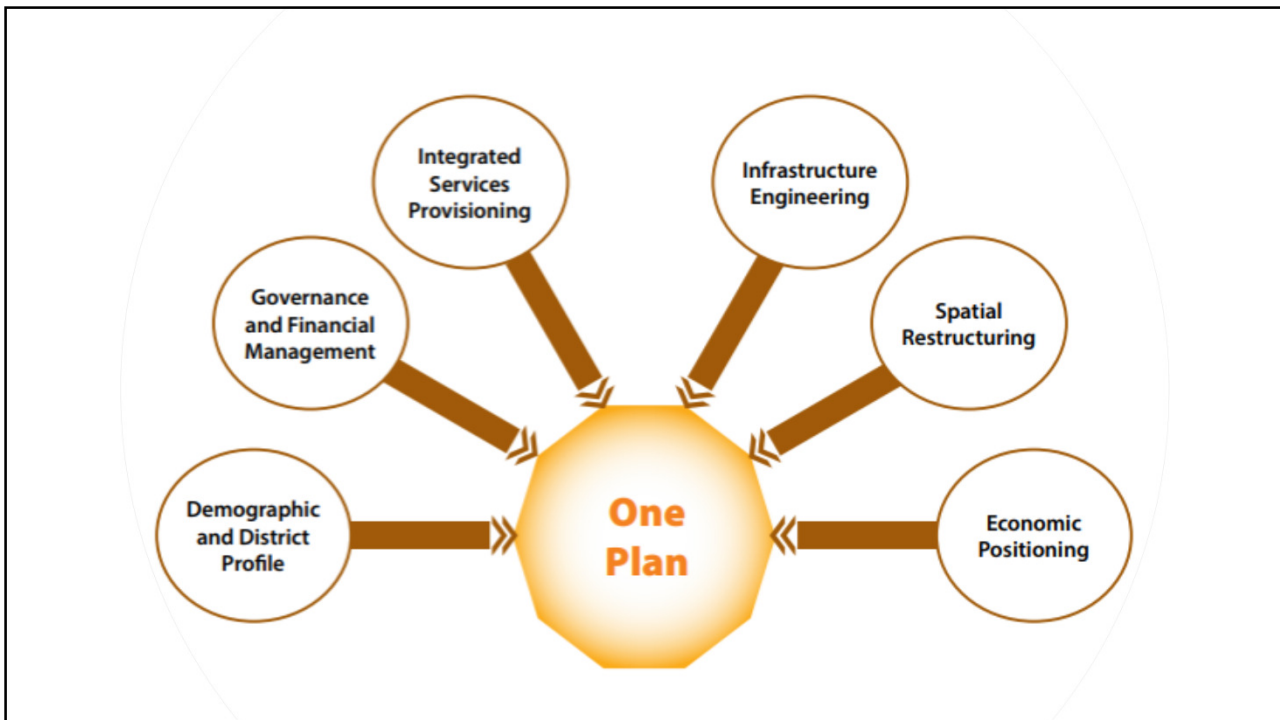 Integrated
Services
Provisioning
Infrastructure
Engineering
Governance
and Financial
Management
Spatial
Restructuring
Demographic
and District
Profile
One
Plan
Economic
Positioning